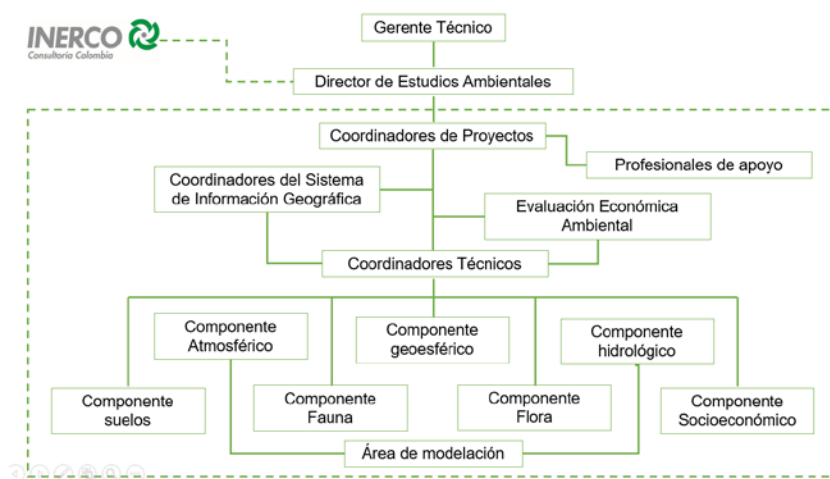 INERCO
Consultoría Colombia
Gerente Técnico
Director de Estudios Ambientales
Coordinadores de Proyectos
Profesionales de apoyo
Coordinadores del Sistema
de Información Geográfica
Evaluación Económica
Ambiental
Coordinadores Técnicos
Componente
Atmosférico
Componente
geoesférico
Componente
hidrológico
Componente
suelos
Componente
Fauna
Componente
Flora
Componente
Socioeconómico
Área de modelación